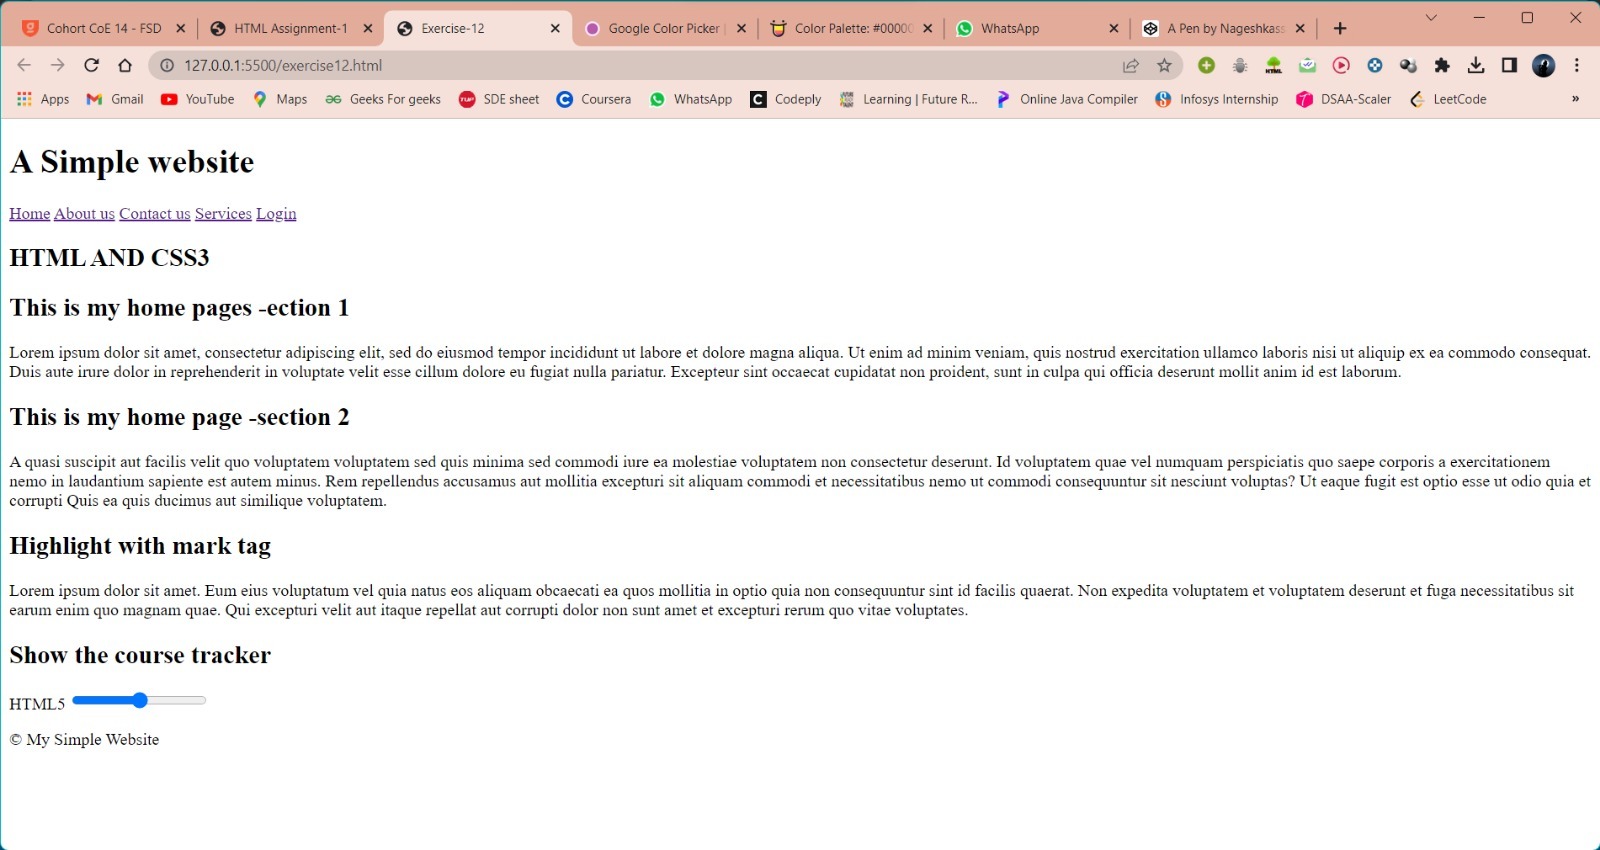 Cohort CoE 14 - FSD
HTML Assignment-1
Exercise-12
Google Color Picker
Color Palette: #0000
WhatsApp
A Pen by Nageshkass
127.0.0.1:5500/exercise12.html
Apps Gmail YouTube Maps Geeks For geeks SDE sheet Coursera WhatsApp Codeply Learning | Future R... Online Java Compiler Infosys Internship DSAA-Scaler LeetCode »
A Simple website
Home About us Contact us Services Login
HTML AND CSS3
This is my home pages -ection 1
Lorem ipsum dolor sit amet, consectetur adipiscing elit, sed do eiusmod tempor incididunt ut labore et dolore magna aliqua. Ut enim ad minim veniam, quis nostrud exercitation ullamco laboris nisi ut aliquip ex ea commodo consequat.
Duis aute irure dolor in reprehenderit in voluptate velit esse cillum dolore eu fugiat nulla pariatur. Excepteur sint occaecat cupidatat non proident, sunt in culpa qui officia deserunt mollit anim id est laborum.
This is my home page -section 2
A quasi suscipit aut facilis velit quo voluptatem voluptatem sed quis minima sed commodi iure ea molestiae voluptatem non consectetur deserunt. Id voluptatem quae vel numquam perspiciatis quo saepe corporis a exercitationem
nemo in laudantium sapiente est autem minus. Rem repellendus accusamus aut mollitia excepturi sit aliquam commodi et necessitatibus nemo ut commodi consequuntur sit nesciunt voluptas? Ut eaque fugit est optio esse ut odio quia et
corrupti Quis ea quis ducimus aut similique voluptatem.
Highlight with mark tag
Lorem ipsum dolor sit amet. Eum eius voluptatum vel quia natus eos aliquam obcaecati ea quos mollitia in optio quia non consequuntur sint id facilis quaerat. Non expedita voluptatem et voluptatem deserunt et fuga necessitatibus sit
earum enim quo magnam quae. Qui excepturi velit aut itaque repellat aut corrupti dolor non sunt amet et excepturi rerum quo vitae voluptates.
Show the course tracker
HTML5
© My Simple Website